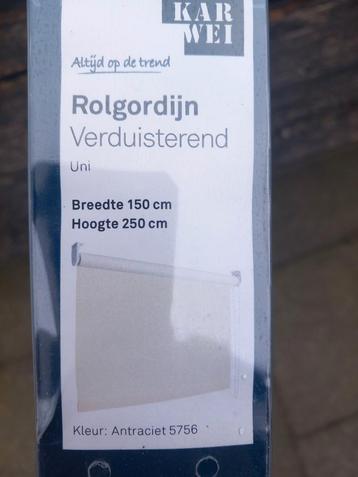 KAR
WEI
Altijd op de trend
Rolgordijn
Verduisterend
Uni
Breedte 150 cm
Hoogte 250 cm
Kleur: Antraciet 5756